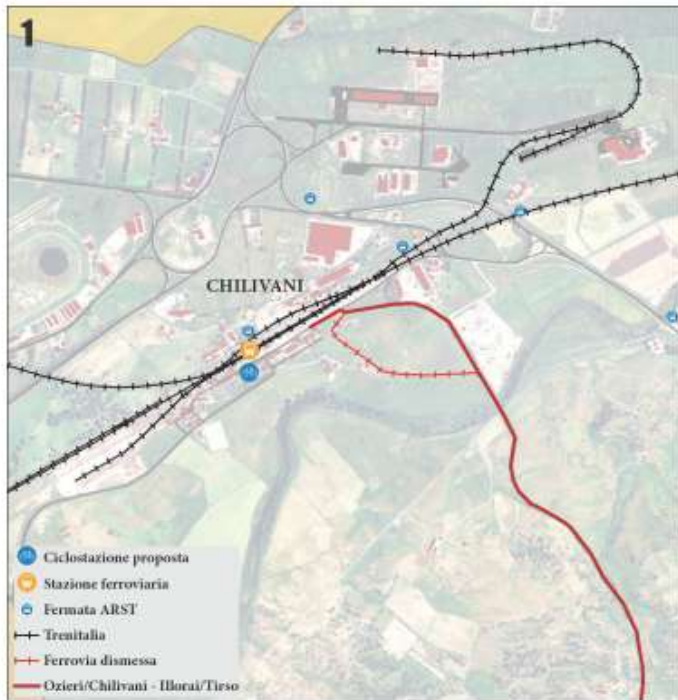 1
CHILIVANI
Ciclostazione proposta
Stazione ferroviaria
Fermata ARST
Trenitalia
Ferrovia dismessa
Ozieri/Chilivani - Illorai/Tirso